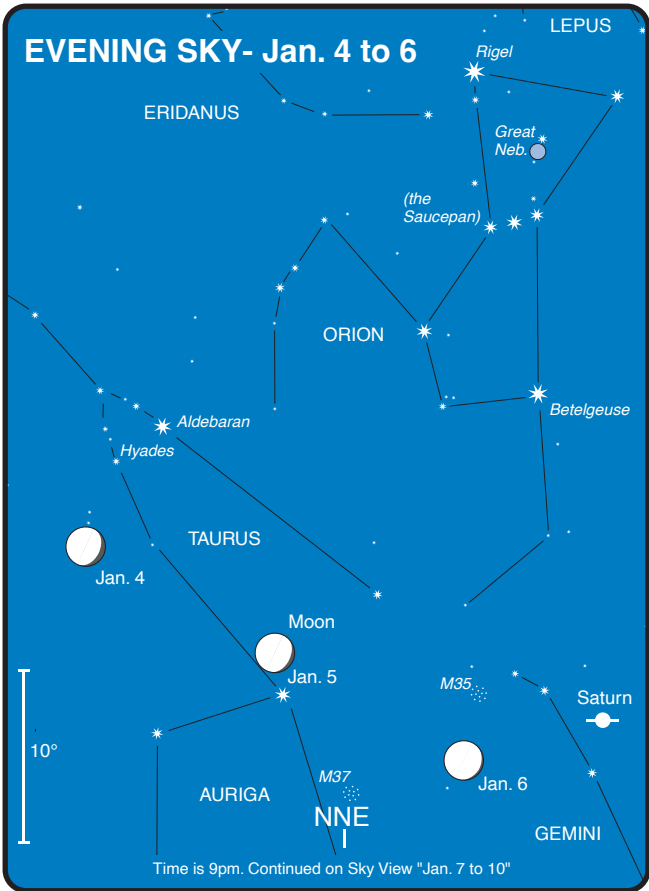 LEPUS
EVENING SKY- Jan. 4 to 6
Rigel
ERIDANUS
Great
Neb.
(the
Saucepan)
ORION
Betelgeuse
Aldebaran
Hyades
TAURUS
Jan. 4
Moon
Jan. 5
M35
Saturn
10°
Jan. 6
M37
AURIGA
NNE
GEMINI
Time is 9pm. Continued on Sky View "Jan. 7 to 10"